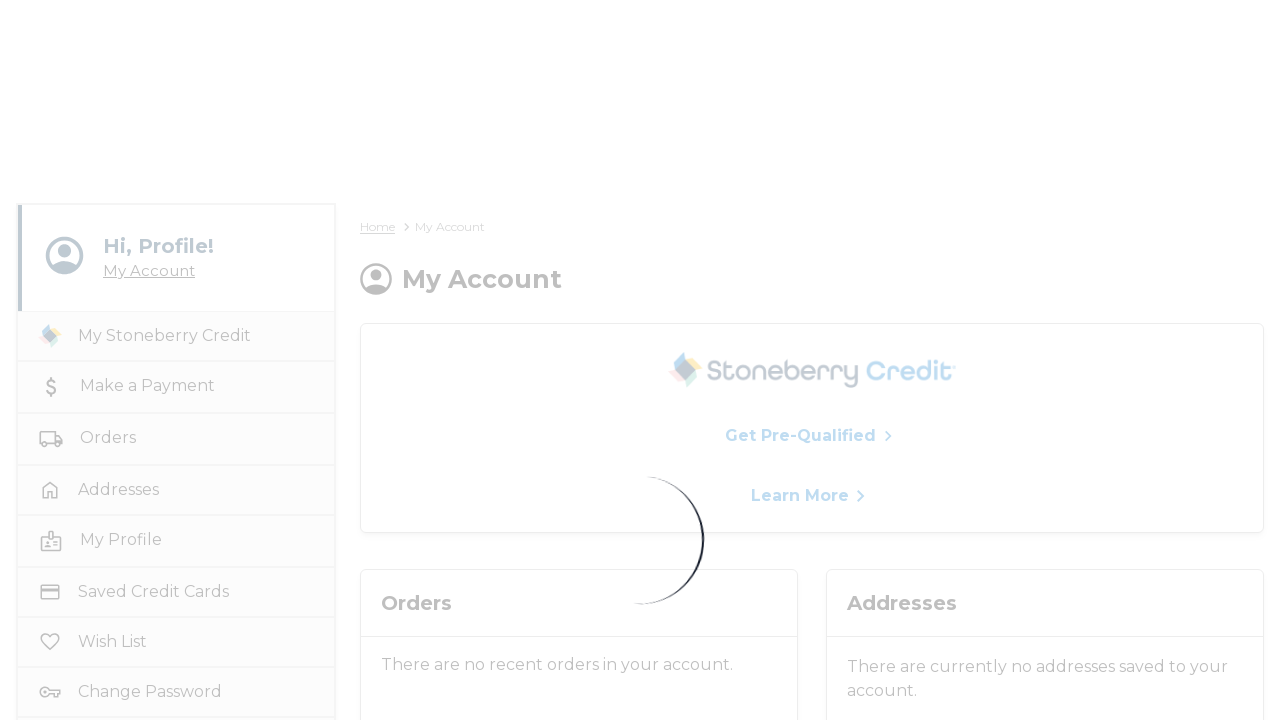 Hi, Profile!
My Account
My Stoneberry Credit
Make a Payment
Orders
Addresses
My Profile
Saved Credit Cards
Wish List
Change Password
Home > My Account
My Account
Stoneberry Credit
Get Pre-Qualified
Learn More
Orders
There are no recent orders in your account.
Addresses
There are currently no addresses saved to your
account.